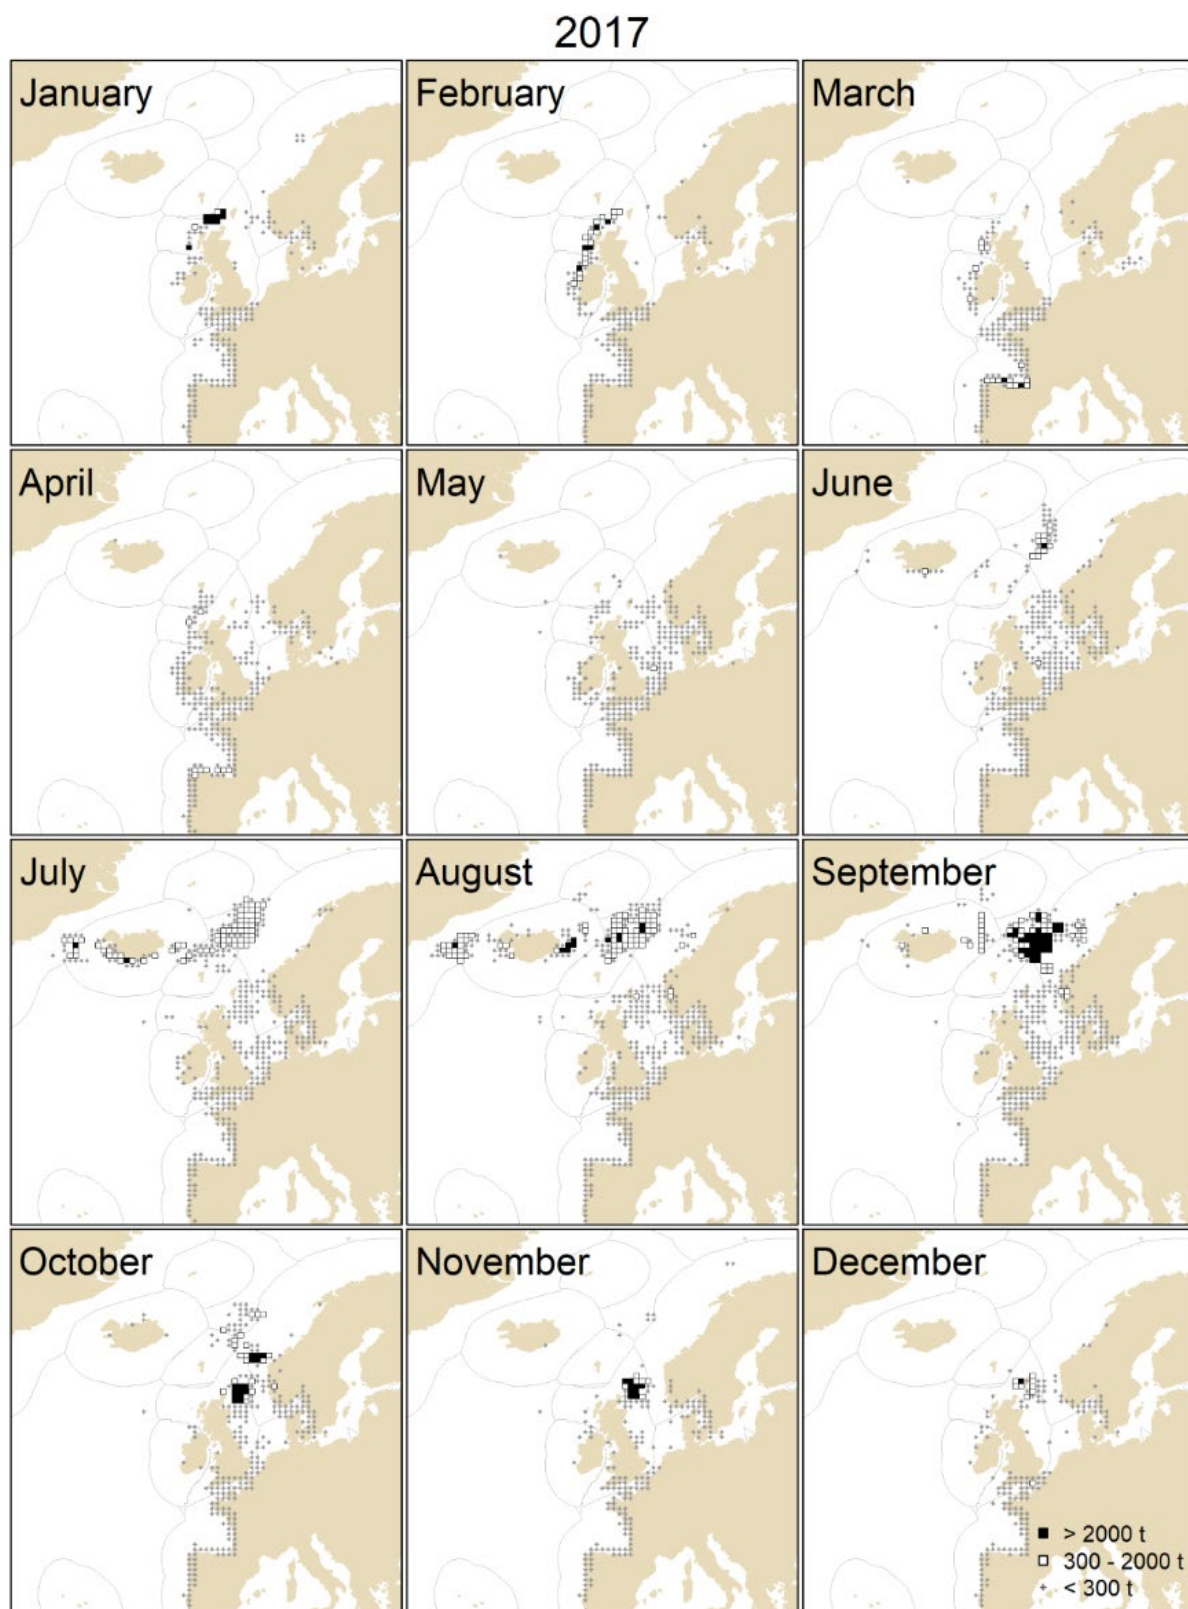 2017
January
February
March
April
May
June
July
August
September
October
November
December
> 2000 t
300 - 2000 t
< 300 t